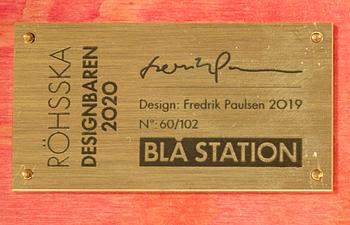 RÖHSSKA
DESIGNBAREN
2020
Design: Fredrik Paulsen 2019
Nº: 60/102
BLÅ STATION